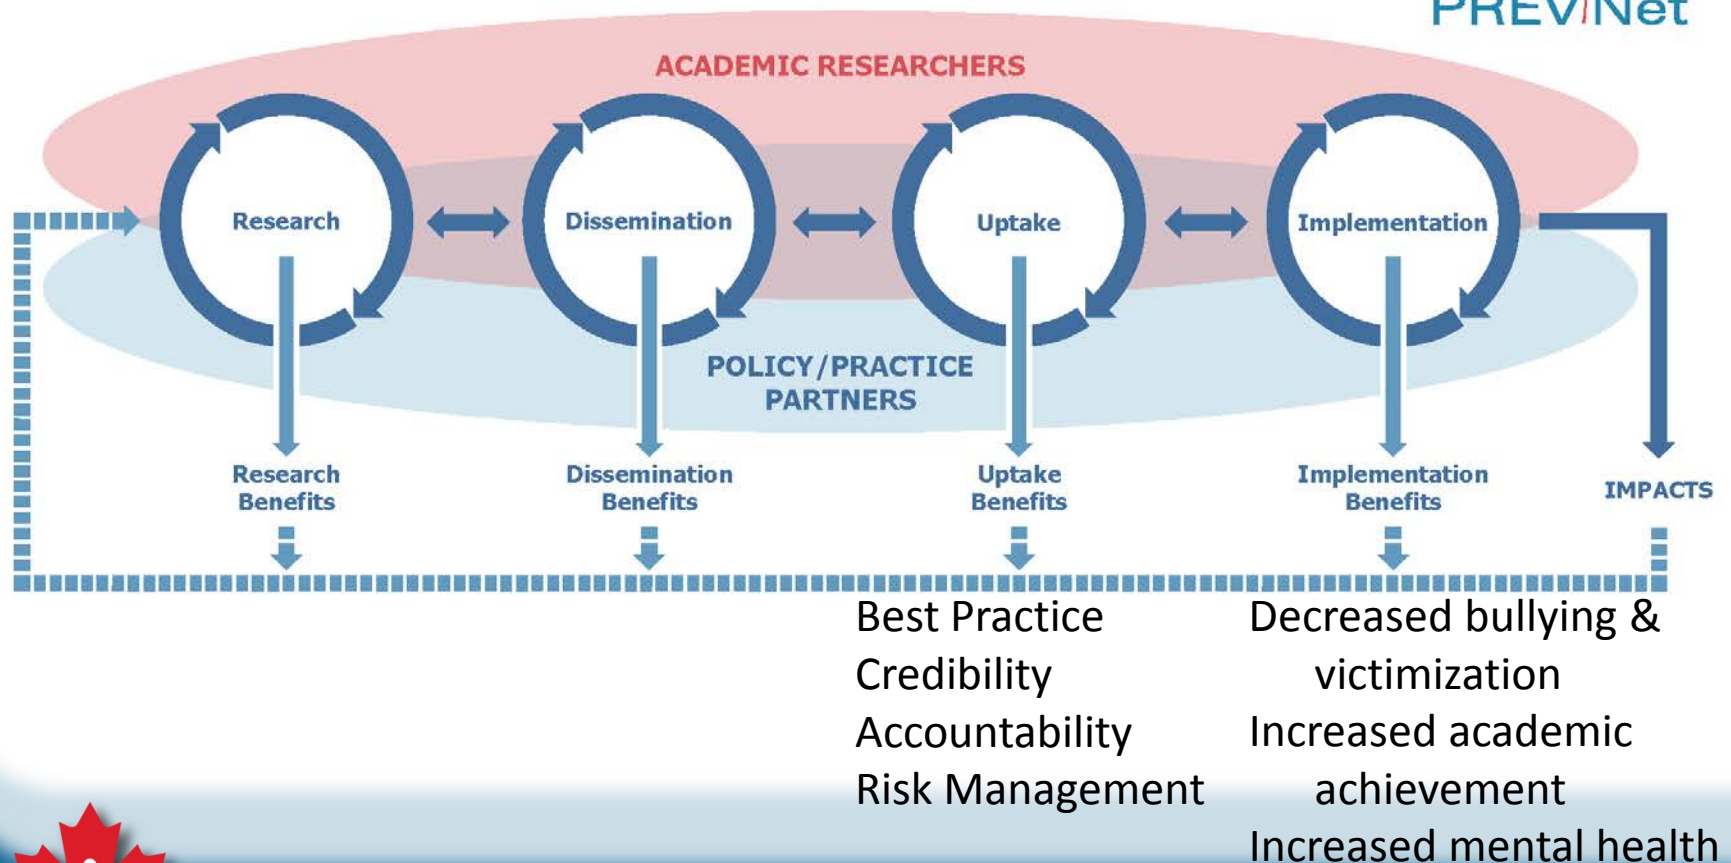 PREVNet
ACADEMIC RESEARCHERS
Research
Dissemination
Uptake
Implementation
POLICY/PRACTICE
PARTNERS
Research
Benefits
Dissemination
Benefits
Uptake
Benefits
Implementation
Benefits
IMPACTS
Best Practice
Credibility
Accountability
Risk Management
Decreased bullying &
victimization
Increased academic
achievement
Increased mental health